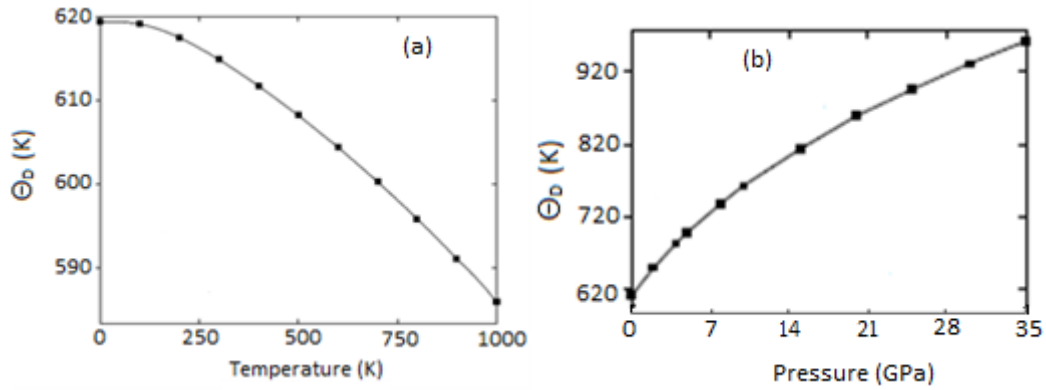 620
610
600
590
Θ_D (K)
(a)
0 250 500 750 1000
Temperature (K)
920
820
720
620
Θ_D (K)
(b)
0 7 14 21 28 35
Pressure (GPa)